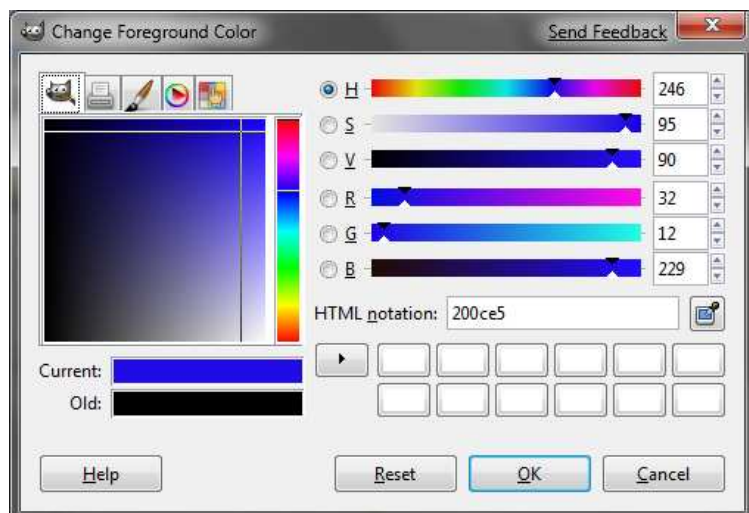 Change Foreground Color Send Feedback
H 246
S 95
V 90
R 32
G 12
B 229
HTML notation: 200ce5
Current:
Old:
Help Reset OK Cancel